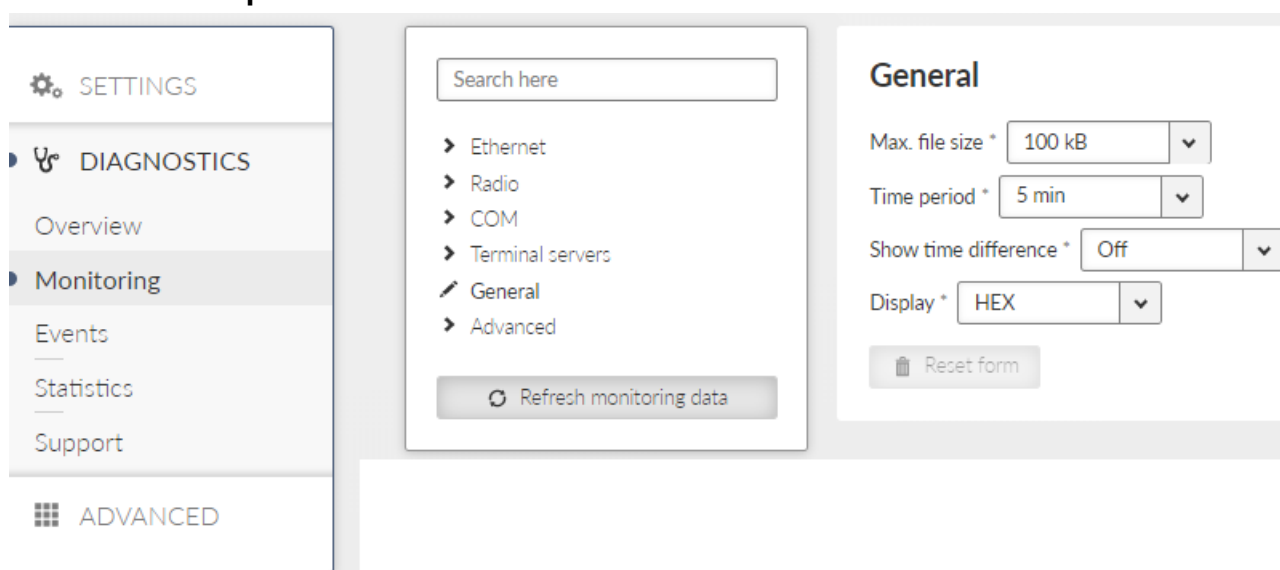 SETTINGS
DIAGNOSTICS
Overview
Monitoring
Events
Statistics
Support
ADVANCED
Search here
Ethernet
Radio
COM
Terminal servers
General
Advanced
Refresh monitoring data
General
Max. file size * 100 kB
Time period * 5 min
Show time difference * Off
Display * HEX
Reset form